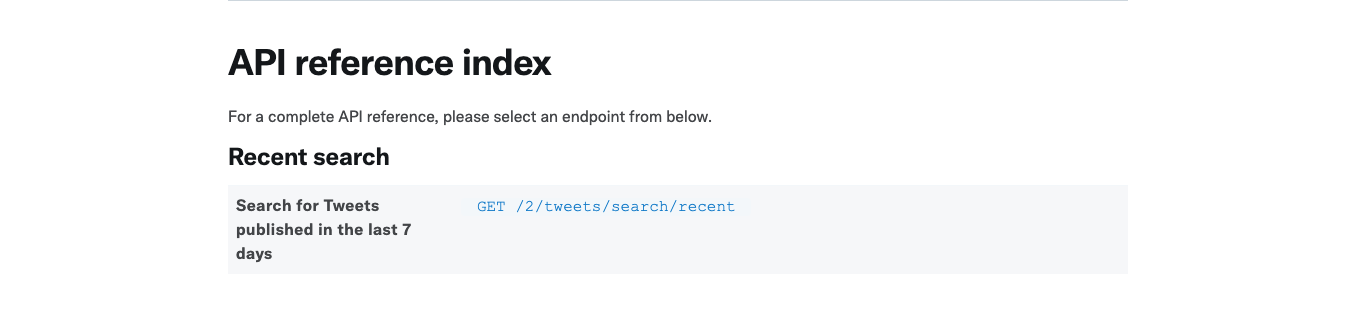 API reference index
For a complete API reference, please select an endpoint from below.
Recent search
Search for Tweets GET /2/tweets/search/recent
published in the last 7
days